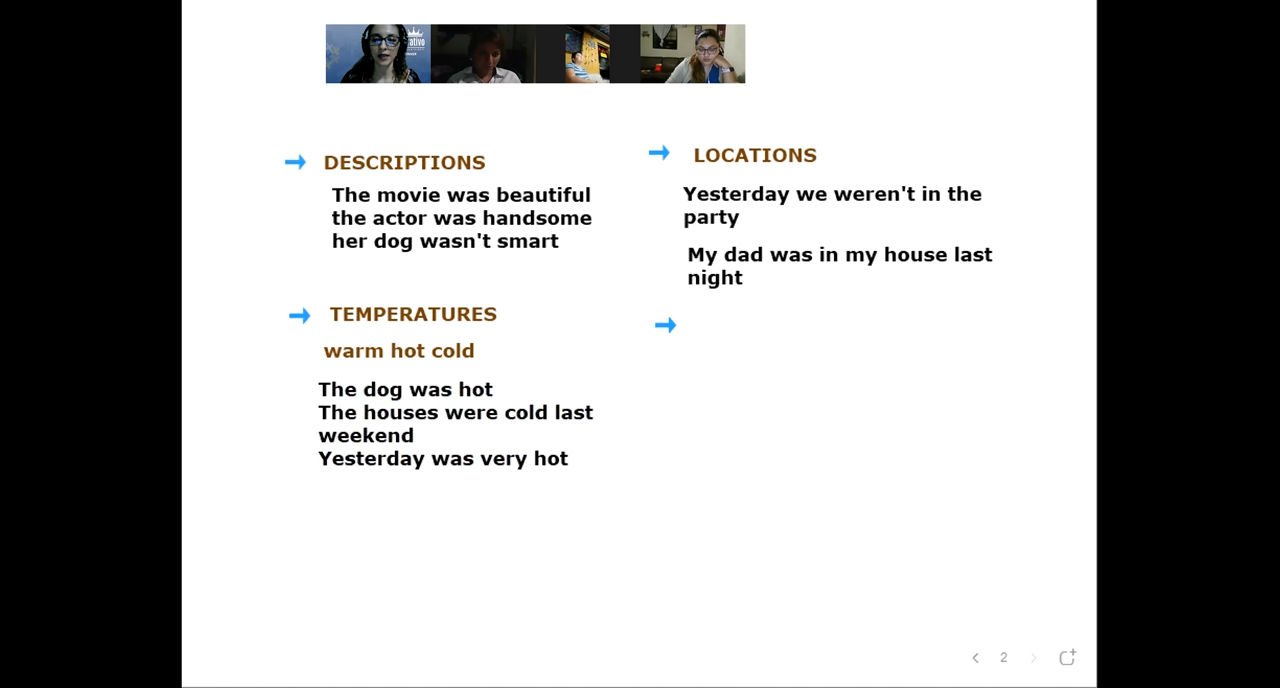 ativo
DESCRIPTIONS
The movie was beautiful
the actor was handsome
her dog wasn't smart
LOCATIONS
Yesterday we weren't in the
party
My dad was in my house last
night
TEMPERATURES
warm hot cold
The dog was hot
The houses were cold last
weekend
Yesterday was very hot
2